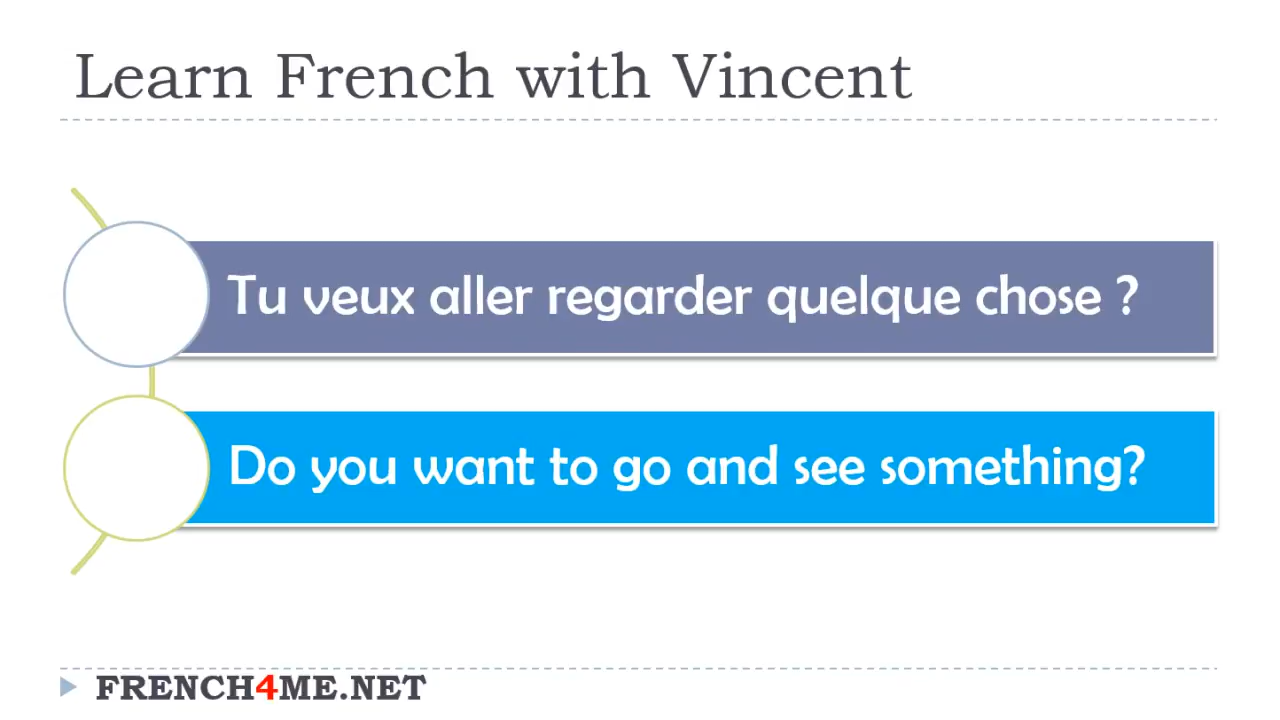 Learn French with Vincent
Tu veux aller regarder quelque chose ?
Do you want to go and see something?
FRENCH4ME.NET